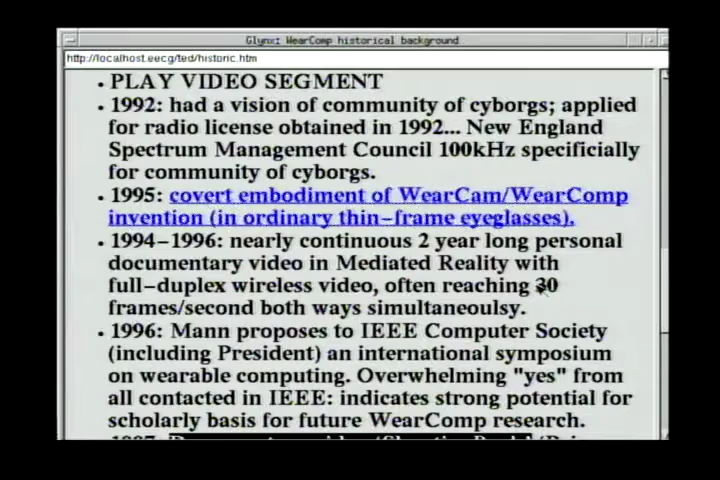 Glynx: WearComp historical background
http://localhost.eecg/ted/historic.htm
• PLAY VIDEO SEGMENT
• 1992: had a vision of community of cyborgs; applied
for radio license obtained in 1992... New England
Spectrum Management Council 100kHz specificially
for community of cyborgs.
• 1995: covert embodiment of WearCam/WearComp
invention (in ordinary thin-frame eyeglasses).
• 1994-1996: nearly continuous 2 year long personal
documentary video in Mediated Reality with
full-duplex wireless video, often reaching 30
frames/second both ways simultaneoulsy.
• 1996: Mann proposes to IEEE Computer Society
(including President) an international symposium
on wearable computing. Overwhelming "yes" from
all contacted in IEEE: indicates strong potential for
scholarly basis for future WearComp research.